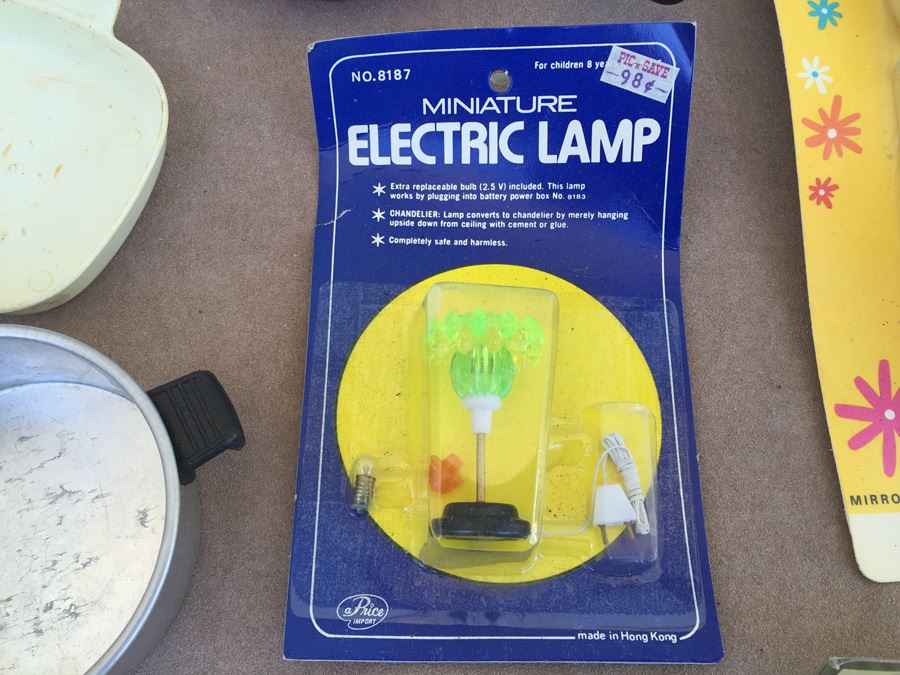 NO.8187
For children 8
PIC-N-SAVE
98¢
MINIATURE
ELECTRIC LAMP
Extra replaceable bulb (2.5 V) included. This lamp
works by plugging into battery power box No. 8183
CHANDELIER: Lamp converts to chandelier by merely hanging
upside down from ceiling with cement or glue.
Completely safe and harmless.
a Price
IMPORT
made in Hong Kong
MIRRO